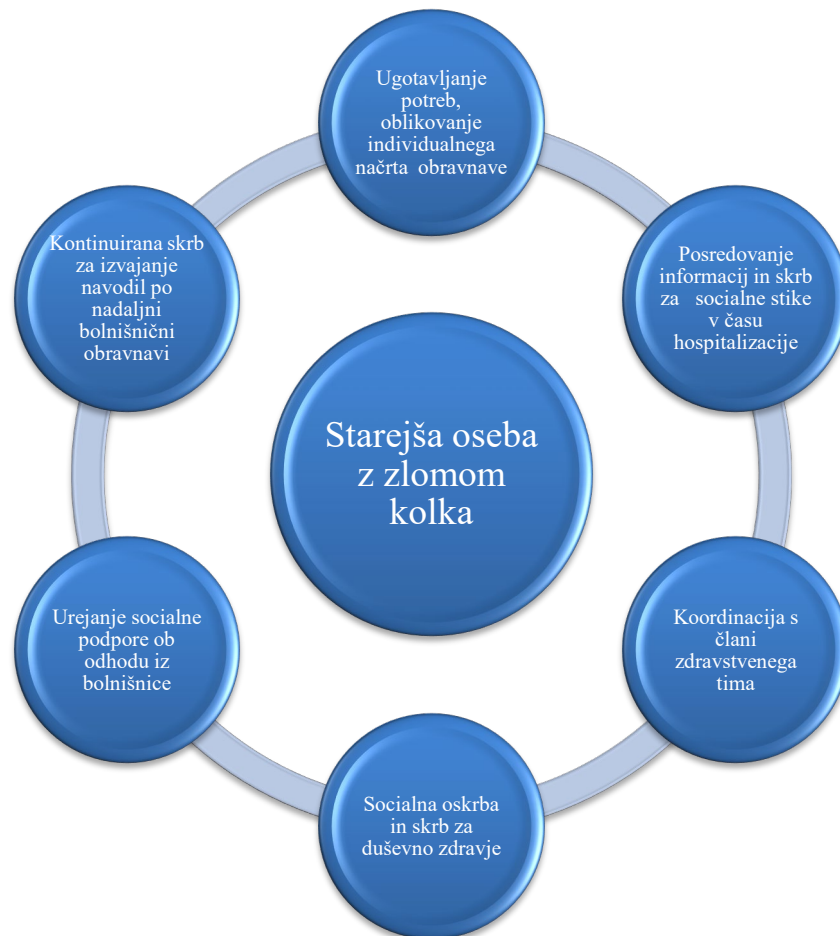 Ugotavljanje
potreb,
oblikovanje
individualnega
načrta obravnave
Posredovanje
informacij in skrb
za socialne stike
v času
hospitalizacije
Koordinacija s
člani
zdravstvenega
tima
Socialna oskrba
in skrb za
duševno zdravje
Urejanje socialne
podpore ob
odhodu iz
bolnišnice
Kontinuirana skrb
za izvajanje
navodil po
nadaljni
bolnišnični
obravnavi
Starejša oseba
z zlomom
kolka